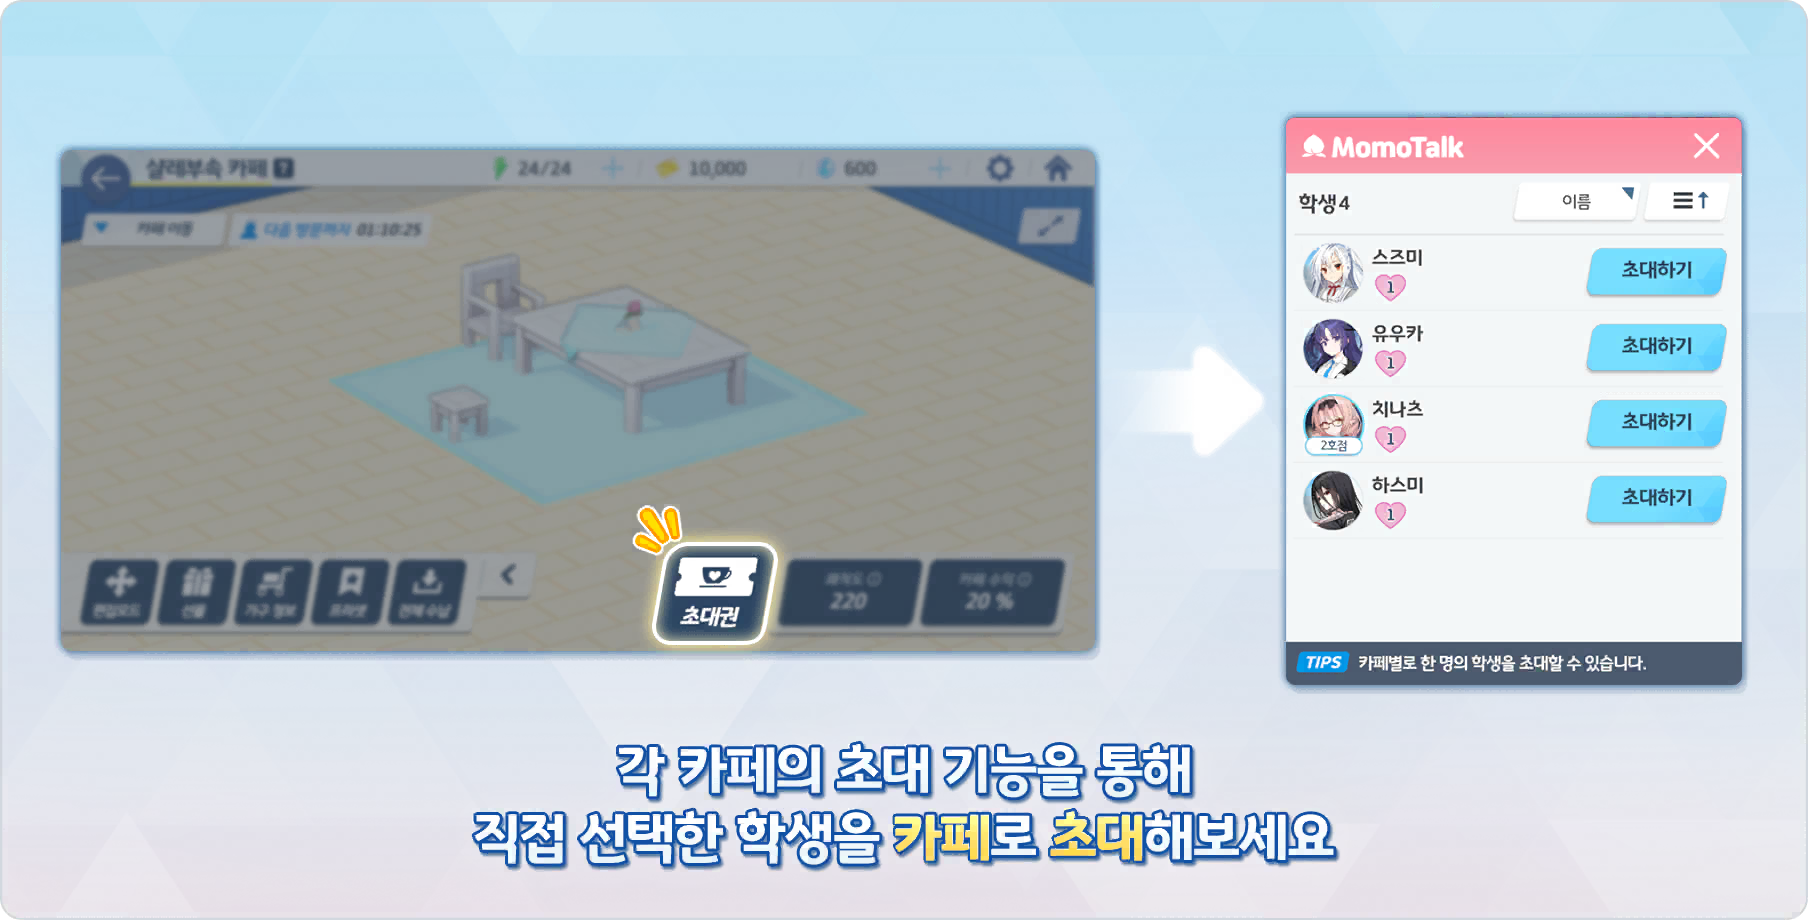 샬레부속 카페 ?
24/24
10,000
600
카페 이동
다음 방문까지 01:10:25
편집모드
선물
가구 정보
프리셋
전체 수납
초대권
쾌적도
220
카페 수익
20 %
MomoTalk
학생 4
이름
스즈미
1
초대하기
유우카
1
초대하기
치나츠
1
2호점
초대하기
하스미
1
초대하기
TIPS 카페별로 한 명의 학생을 초대할 수 있습니다.
각 카페의 초대 기능을 통해
직접 선택한 학생을 카페로 초대해보세요